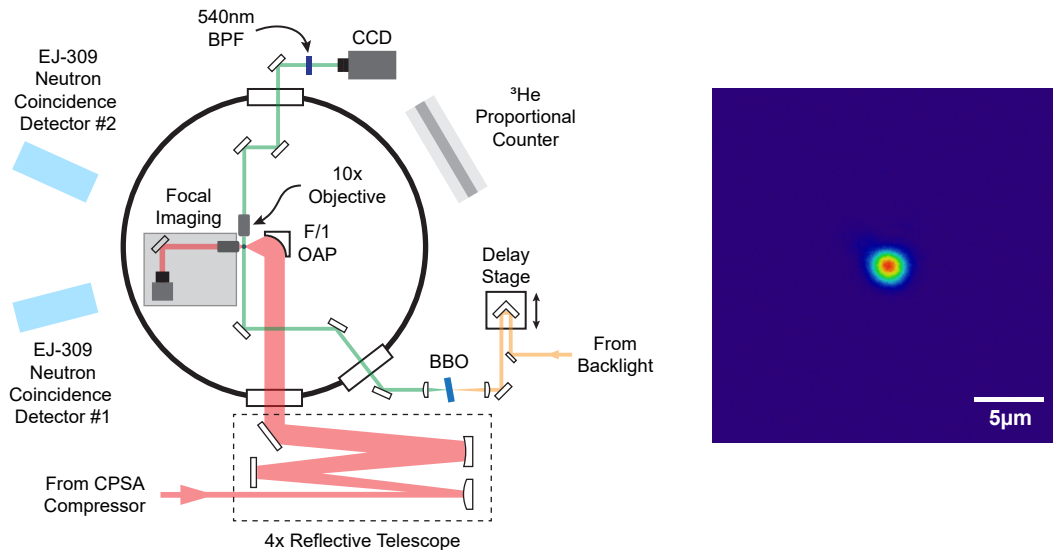 540nm
BPF
CCD
EJ-309
Neutron
Coincidence
Detector #2
³He
Proportional
Counter
10x
Objective
Focal
Imaging
F/1
OAP
Delay
Stage
EJ-309
Neutron
Coincidence
Detector #1
BBO
From
Backlight
From CPSA
Compressor
4x Reflective Telescope
5µm